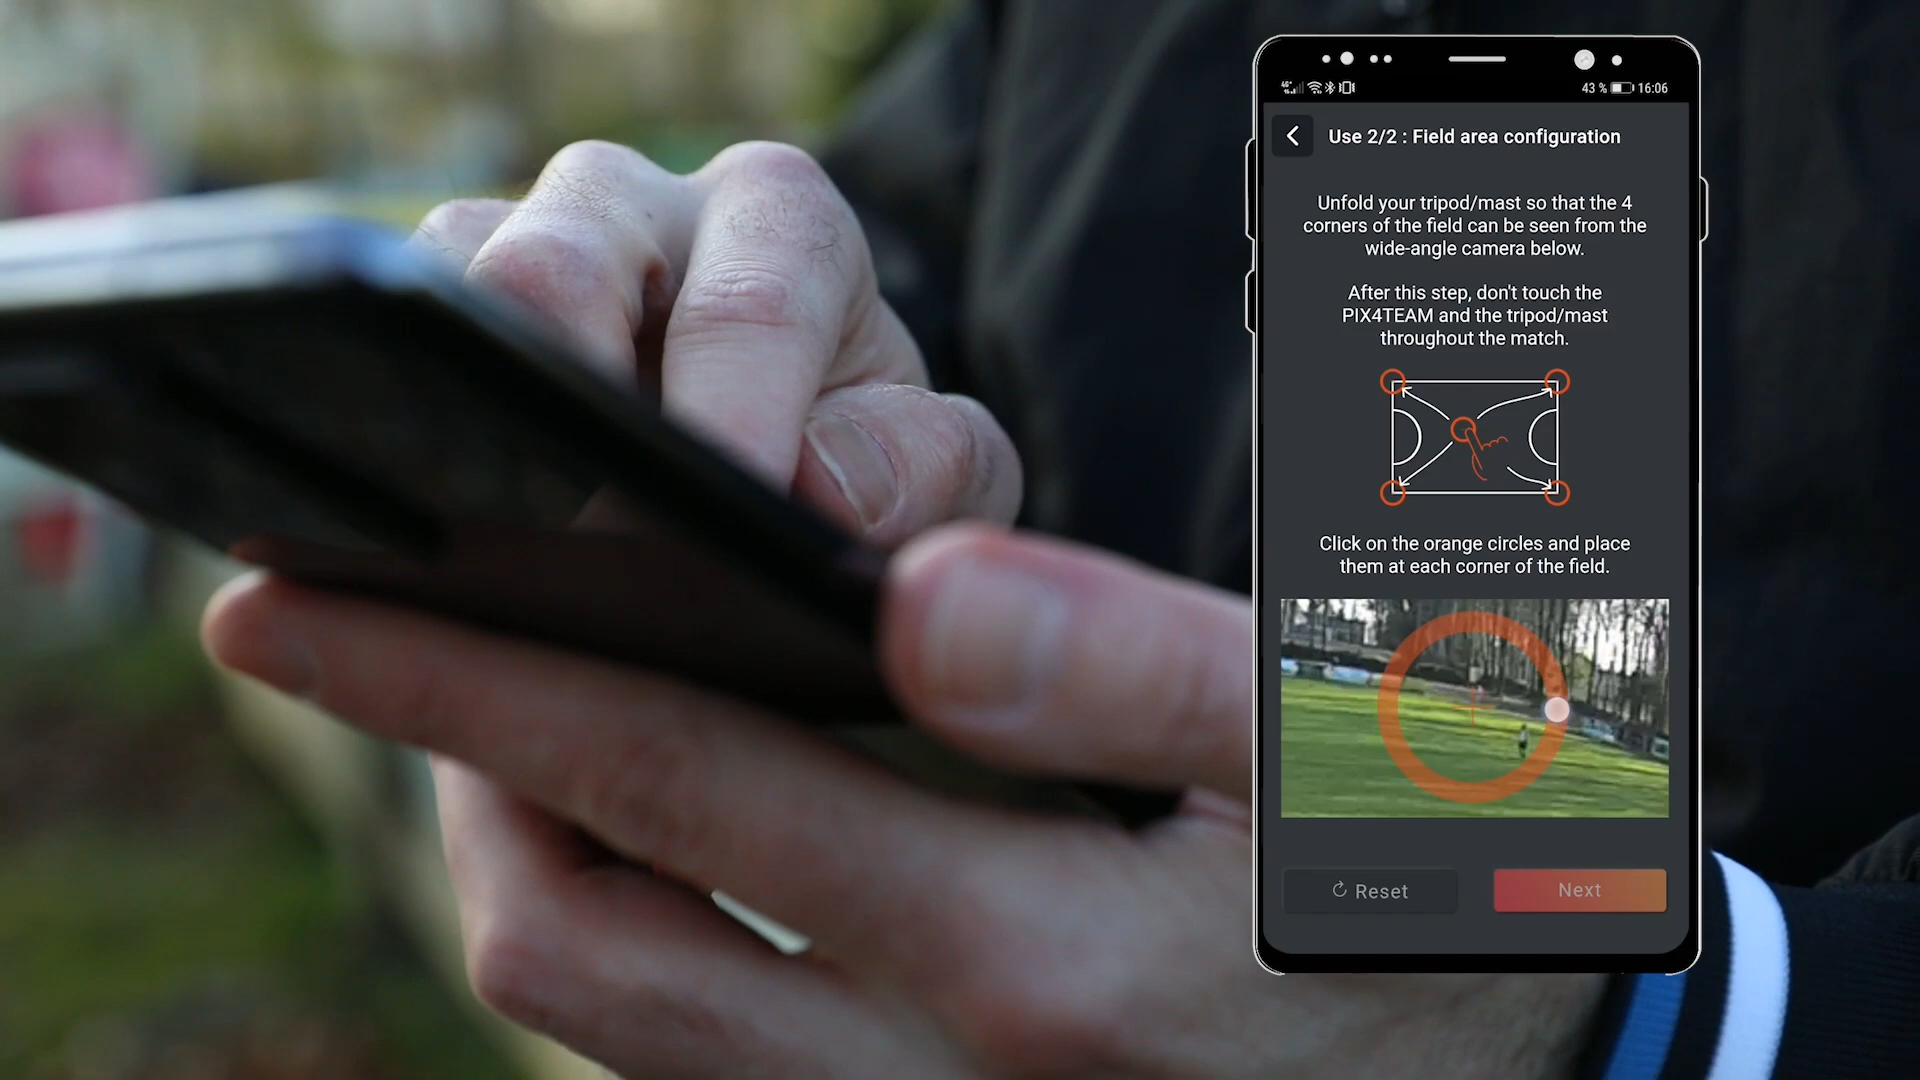 43 % 16:06
Use 2/2 : Field area configuration
Unfold your tripod/mast so that the 4
corners of the field can be seen from the
wide-angle camera below.
After this step, don't touch the
PIX4TEAM and the tripod/mast
throughout the match.
Click on the orange circles and place
them at each corner of the field.
Reset
Next